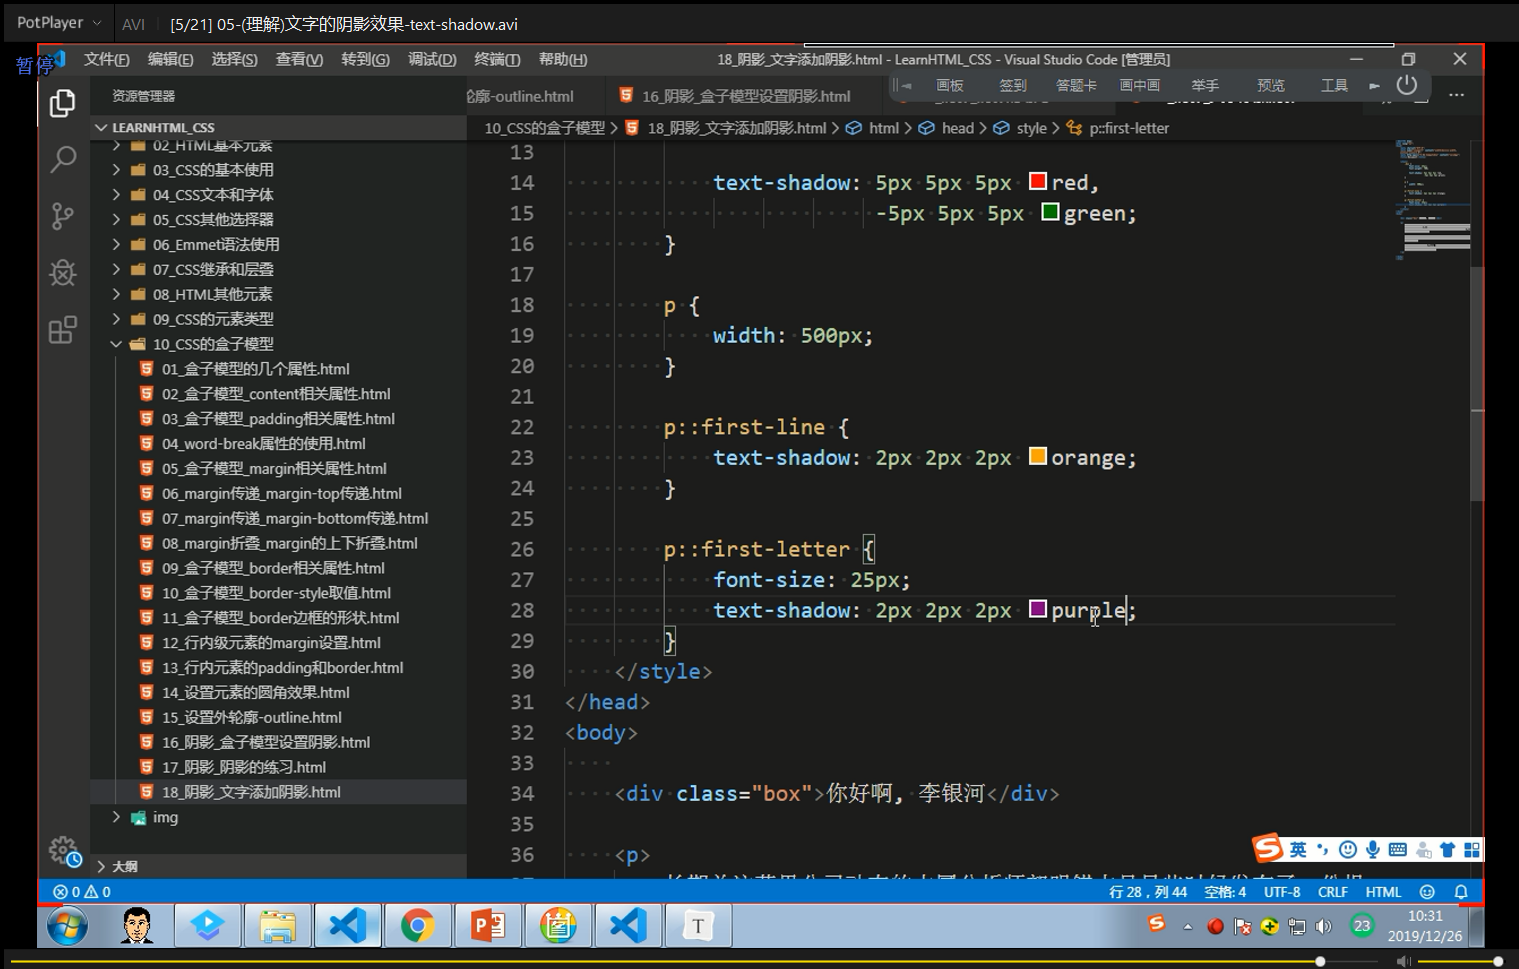 PotPlayer
AVI
[5/21] 05-(理解)文字的阴影效果-text-shadow.avi
暂停
文件(F) 编辑(E) 选择(S) 查看(V) 转到(G) 调试(D) 终端(T) 帮助(H)
18_阴影_文字添加阴影.html - LearnHTML_CSS - Visual Studio Code [管理员]
画板 签到 答题卡 画中画 举手 预览 工具
资源管理器
轮廓-outline.html
16_阴影_盒子模型设置阴影.html
10_CSS的盒子模型 > 18_阴影_文字添加阴影.html > html > head > style > p::first-letter
LEARNHTML_CSS
02_HTML基本元素
03_CSS的基本使用
04_CSS文本和字体
05_CSS其他选择器
06_Emmet语法使用
07_CSS继承和层叠
08_HTML其他元素
09_CSS的元素类型
10_CSS的盒子模型
01_盒子模型的几个属性.html
02_盒子模型_content相关属性.html
03_盒子模型_padding相关属性.html
04_word-break属性的使用.html
05_盒子模型_margin相关属性.html
06_margin传递_margin-top传递.html
07_margin传递_margin-bottom传递.html
08_margin折叠_margin的上下折叠.html
09_盒子模型_border相关属性.html
10_盒子模型_border-style取值.html
11_盒子模型_border边框的形状.html
12_行内级元素的margin设置.html
13_行内元素的padding和border.html
14_设置元素的圆角效果.html
15_设置外轮廓-outline.html
16_阴影_盒子模型设置阴影.html
17_阴影_阴影的练习.html
18_阴影_文字添加阴影.html
img
大纲
13
14 text-shadow: 5px 5px 5px red,
15 -5px 5px 5px green;
16 }
17
18 p {
19 width: 500px;
20 }
21
22 p::first-line {
23 text-shadow: 2px 2px 2px orange;
24 }
25
26 p::first-letter {
27 font-size: 25px;
28 text-shadow: 2px 2px 2px purple;
29 }
30 </style>
31 </head>
32 <body>
33
34 <div class="box">你好啊, 李银河</div>
35
36 <p>
英
0 0
行 28，列 44 空格: 4 UTF-8 CRLF HTML
T
23
10:31
2019/12/26